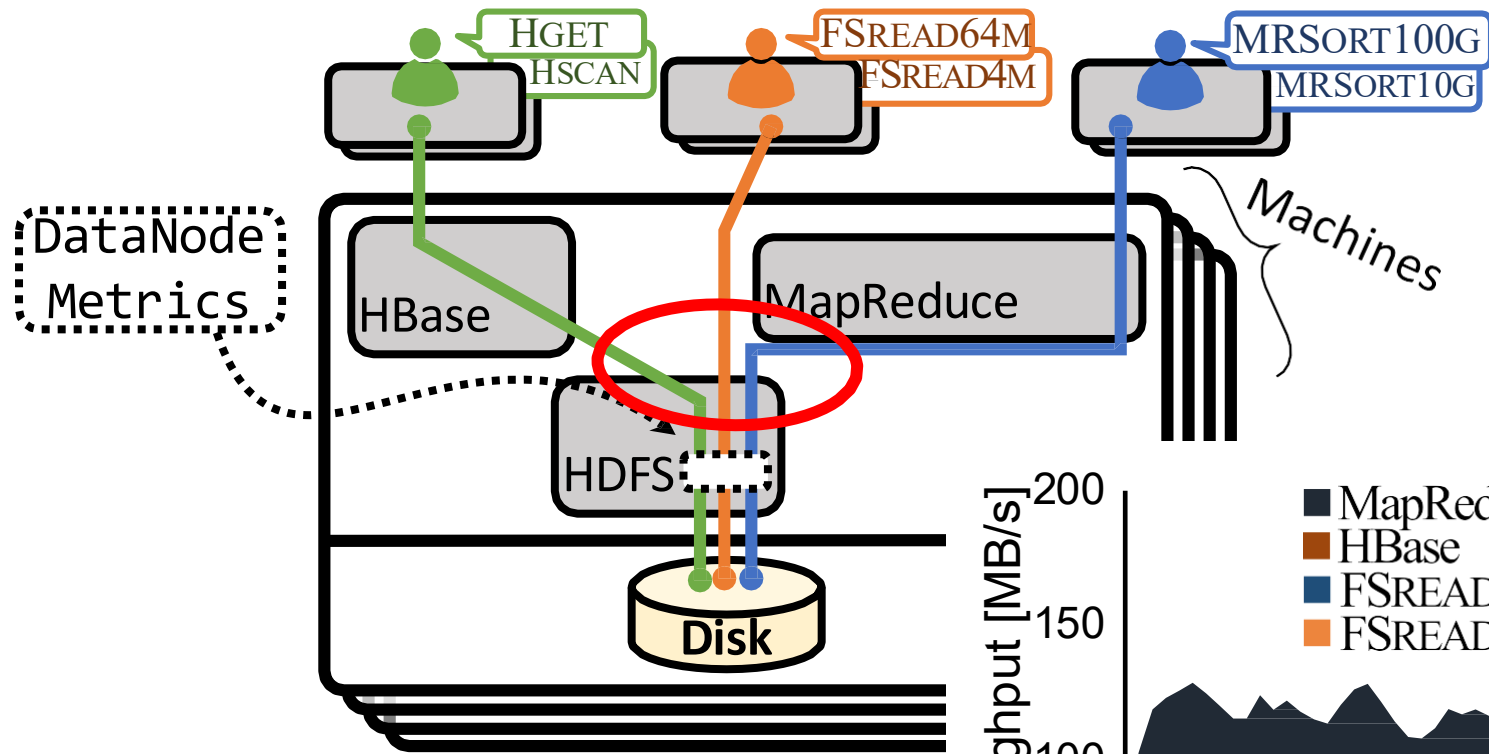 HGET
HSCAN
FSREAD64M
FSREAD4M
MRSORT100G
MRSORT10G
DataNode
Metrics
HBase
MapReduce
Machines
HDFS
Disk
200
150
[MB/s]
MapRed
HBase
FSREAD
FSREAD